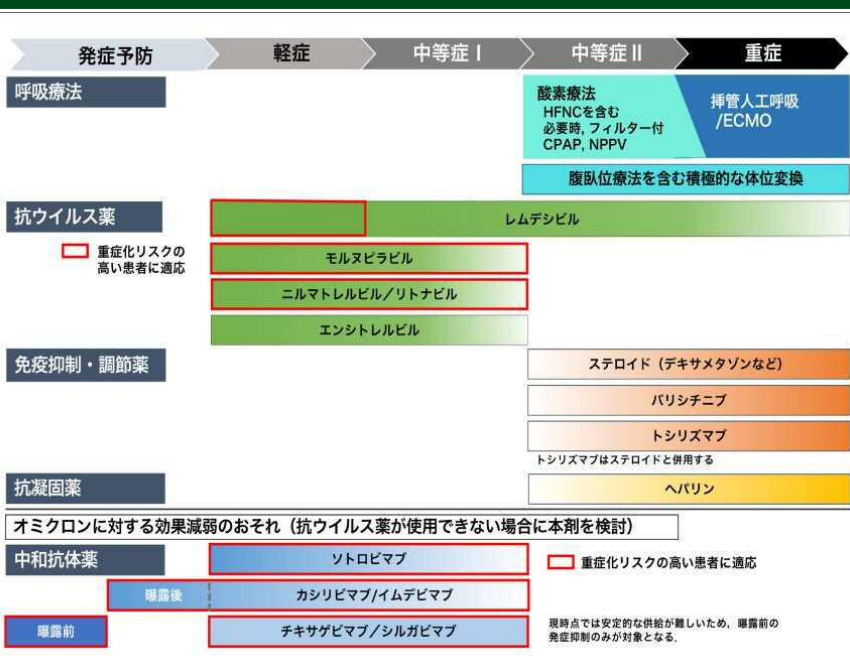 発症予防
軽症
中等症 I
中等症 II
重症
呼吸療法
酸素療法
HFNCを含む
必要時, フィルター付
CPAP, NPPV
挿管人工呼吸
/ECMO
腹臥位療法を含む積極的な体位変換
抗ウイルス薬
レムデシビル
重症化リスクの
高い患者に適応
モルヌピラビル
ニルマトレルビル／リトナビル
エンシトレルビル
免疫抑制・調節薬
ステロイド（デキサメタゾンなど）
バリシチニブ
トシリズマブ
トシリズマブはステロイドと併用する
抗凝固薬
ヘパリン
オミクロンに対する効果減弱のおそれ（抗ウイルス薬が使用できない場合に本剤を検討）
中和抗体薬
ソトロビマブ
重症化リスクの高い患者に適応
曝露後
カシリビマブ/イムデビマブ
曝露前
チキサゲビマブ／シルガビマブ
現時点では安定的な供給が難しいため, 曝露前の
発症抑制のみが対象となる.